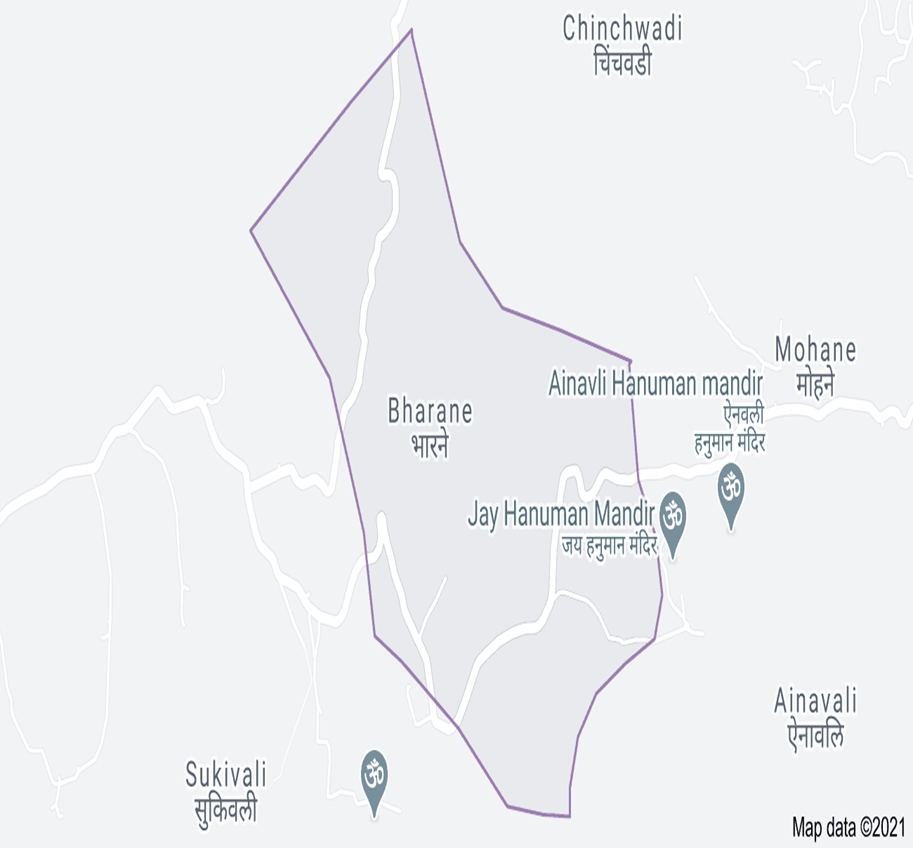 Chinchwadi
चिंचवडी
Mohane
मोहने
Ainavli Hanuman mandir
ऐनवली
हनुमान मंदिर
Bharane
भारने
Jay Hanuman Mandir
जय हनुमान मंदिर
Ainavali
ऐनावलि
Sukivali
सुकिवली
Map data ©2021